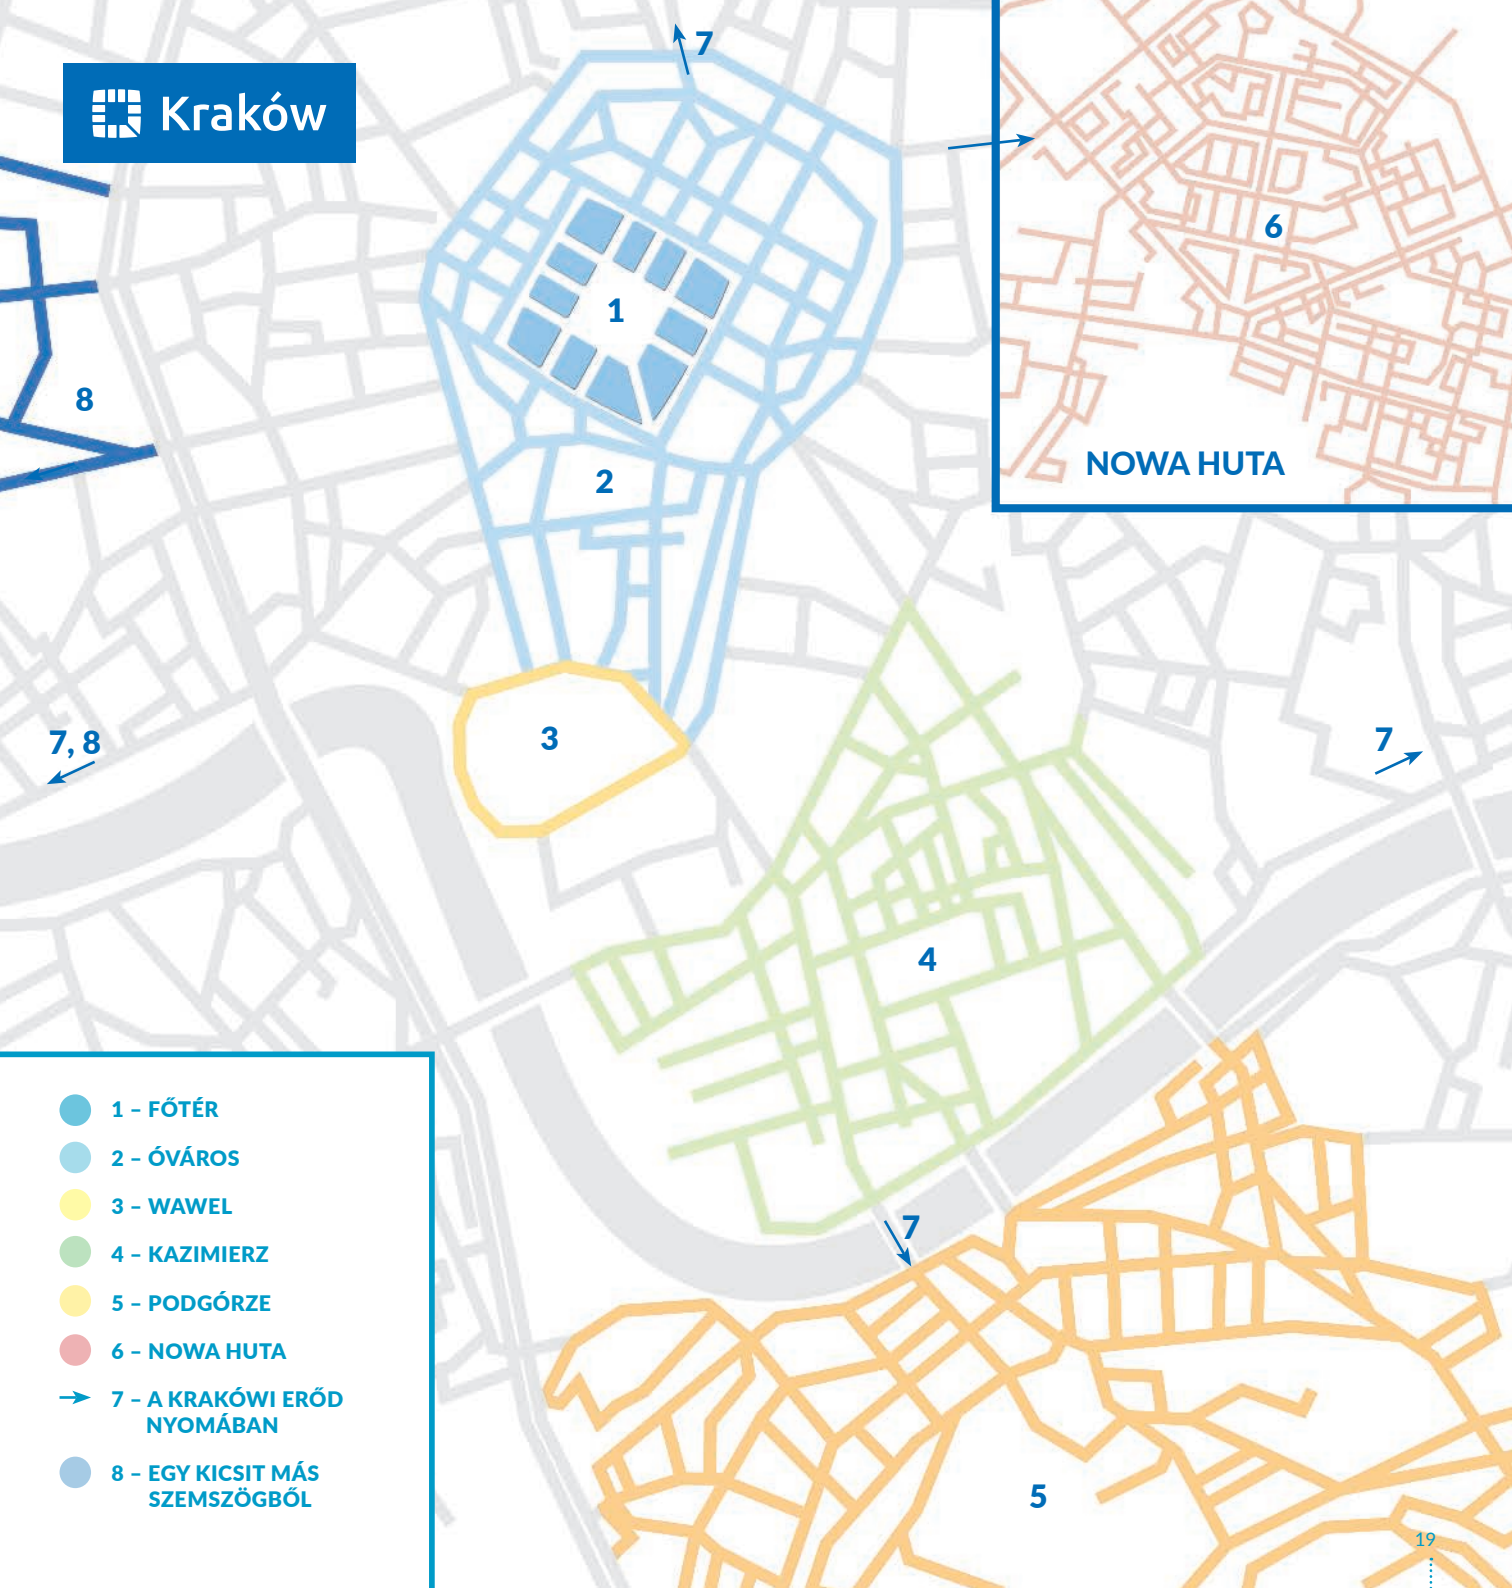 7
Kraków
6
1
8
NOWA HUTA
2
3
7, 8
7
4
7
1 – FŐTÉR
2 – ÓVÁROS
3 – WAWEL
4 – KAZIMIERZ
5 – PODGÓRZE
6 – NOWA HUTA
7 – A KRAKÓWI ERŐD
NYOMÁBAN
8 – EGY KICSIT MÁS
SZEMSZÖGBŐL
5
19